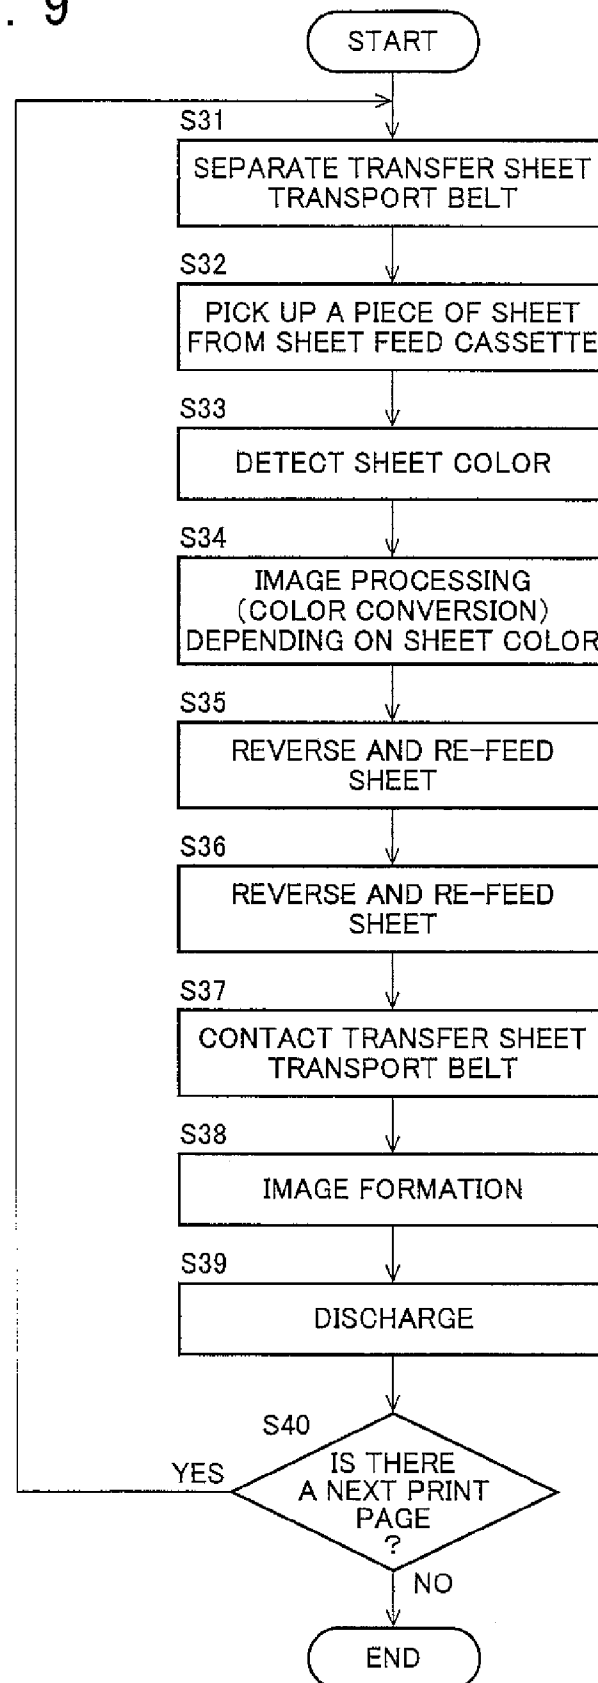 . 9
START
S31
SEPARATE TRANSFER SHEET
TRANSPORT BELT
S32
PICK UP A PIECE OF SHEET
FROM SHEET FEED CASSETTE
S33
DETECT SHEET COLOR
S34
IMAGE PROCESSING
(COLOR CONVERSION)
DEPENDING ON SHEET COLOR
S35
REVERSE AND RE-FEED
SHEET
S36
REVERSE AND RE-FEED
SHEET
S37
CONTACT TRANSFER SHEET
TRANSPORT BELT
S38
IMAGE FORMATION
S39
DISCHARGE
S40
IS THERE
A NEXT PRINT
PAGE
?
YES
NO
END